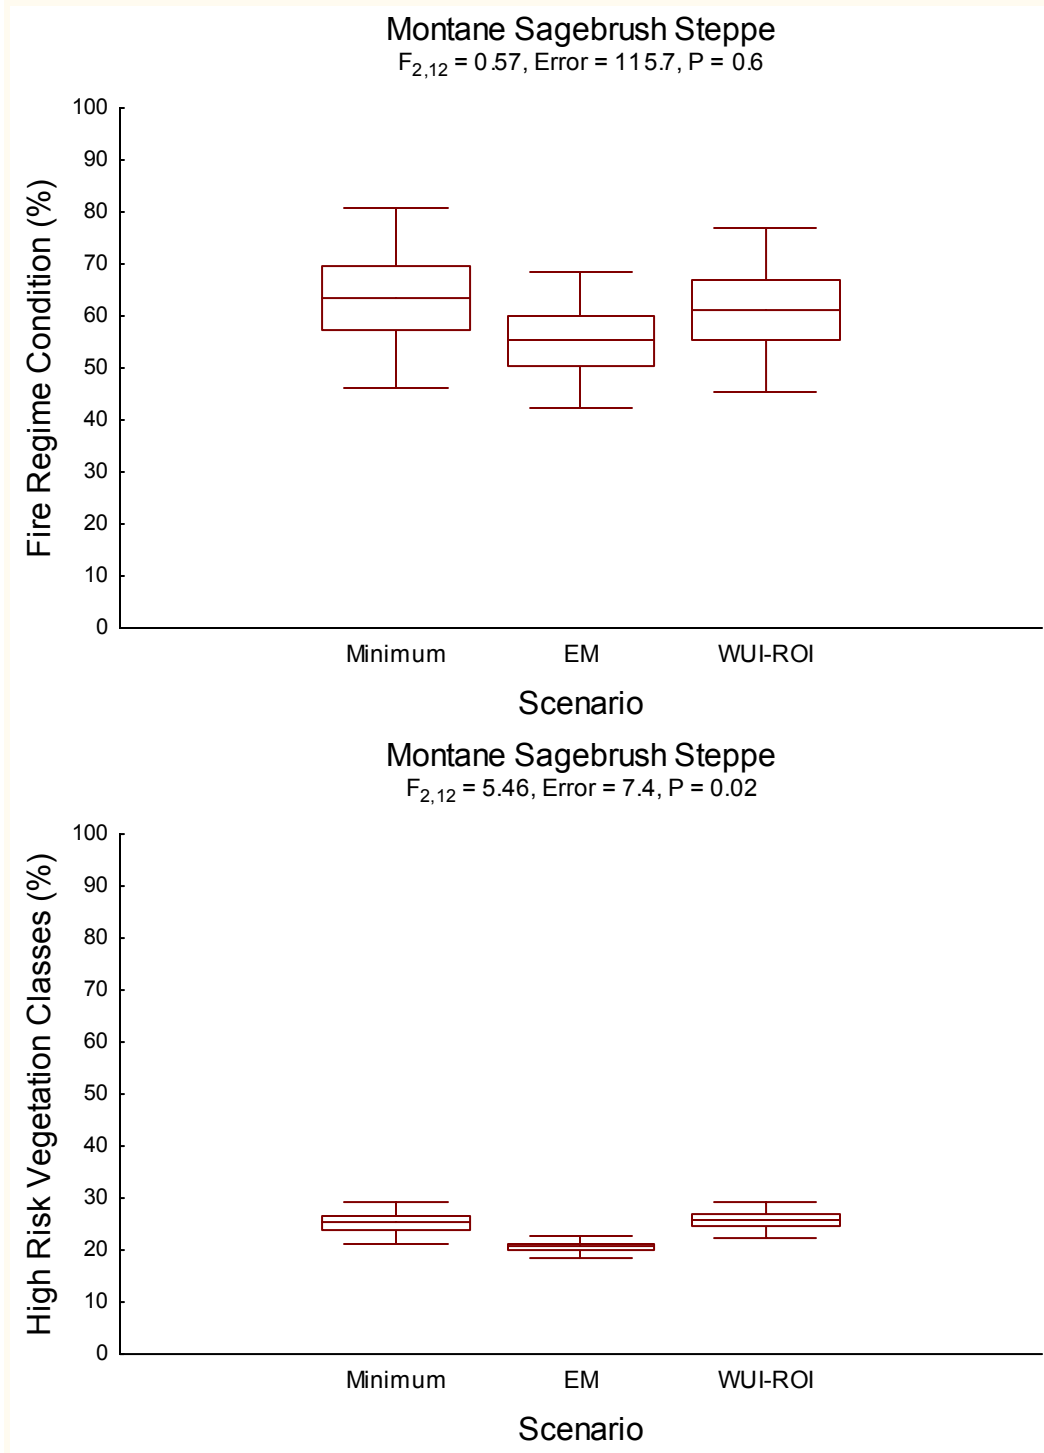 Montane Sagebrush Steppe
F2,12 = 0.57, Error = 115.7, P = 0.6
Fire Regime Condition (%)
100
90
80
70
60
50
40
30
20
10
0
Minimum EM WUI-ROI
Scenario
Montane Sagebrush Steppe
F2,12 = 5.46, Error = 7.4, P = 0.02
High Risk Vegetation Classes (%)
100
90
80
70
60
50
40
30
20
10
0
Minimum EM WUI-ROI
Scenario